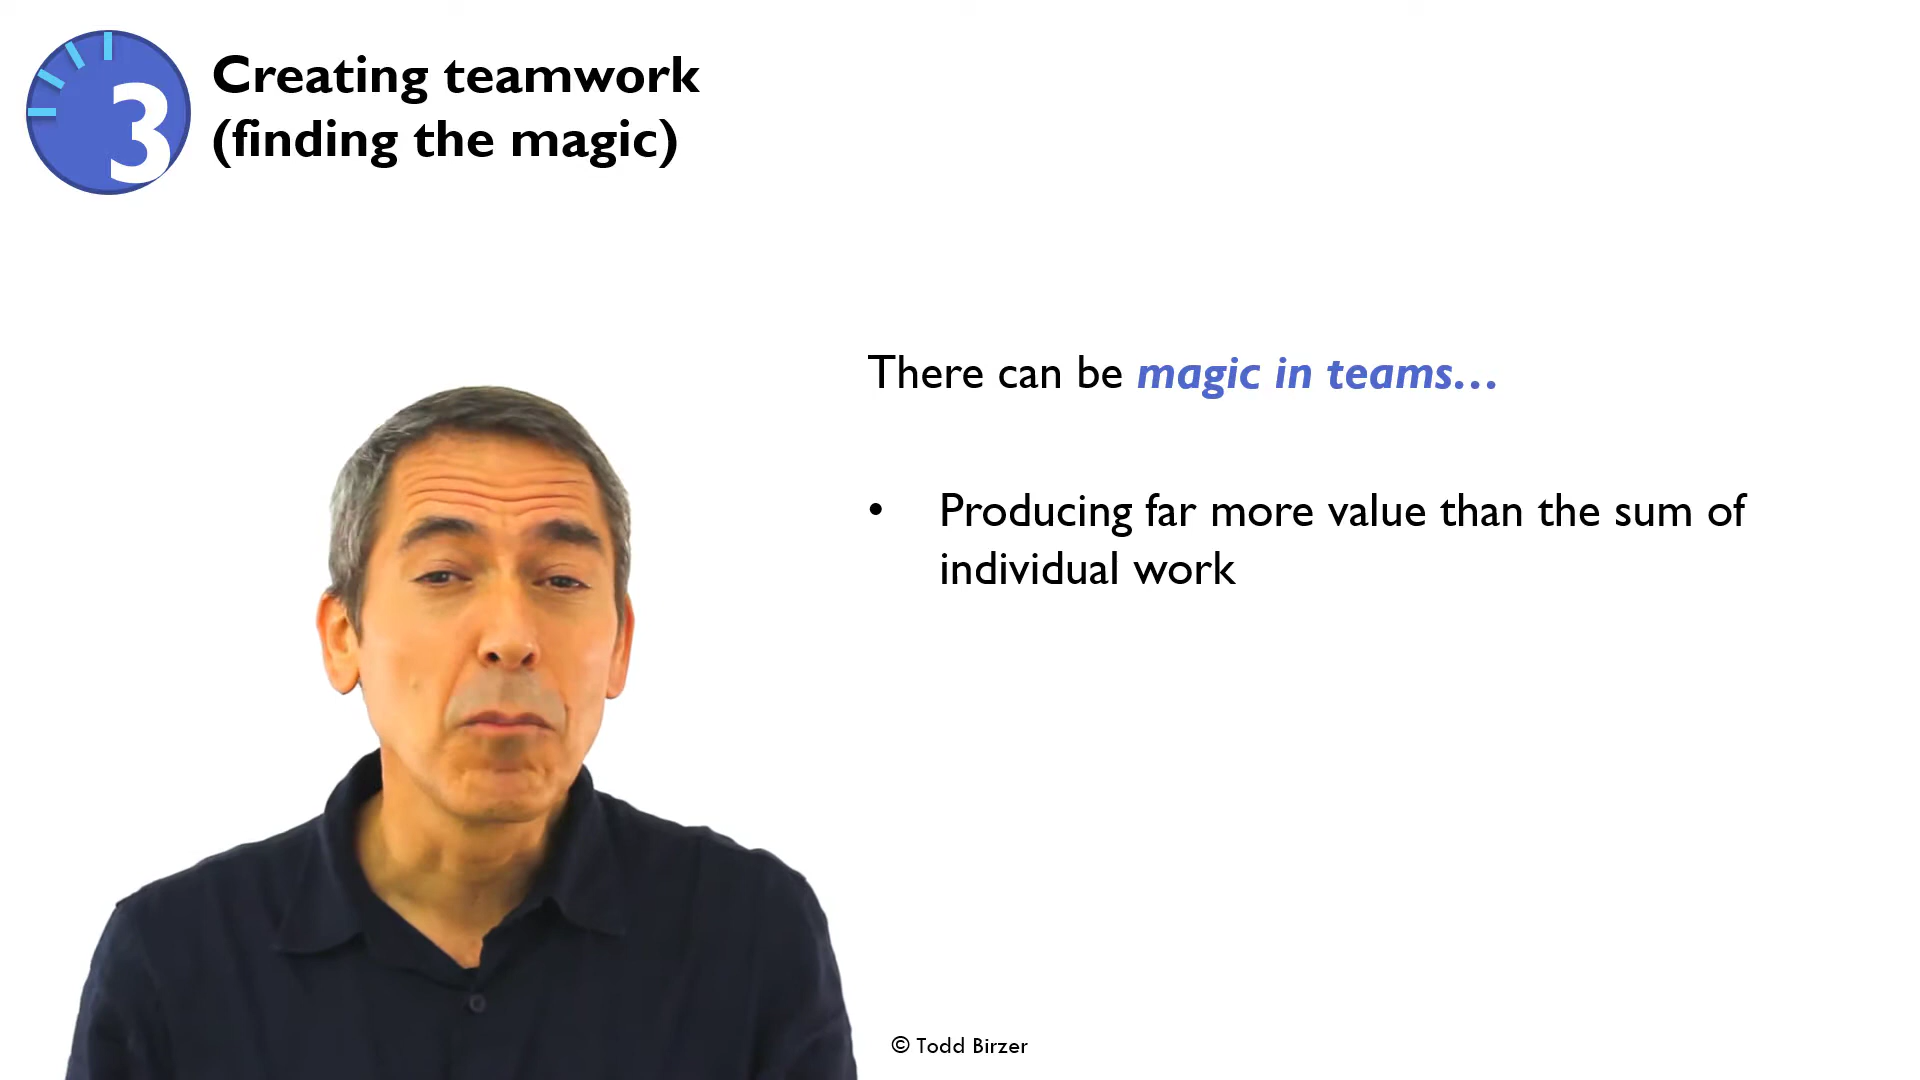 3
Creating teamwork
(finding the magic)
There can be magic in teams…
• Producing far more value than the sum of
individual work
© Todd Birzer